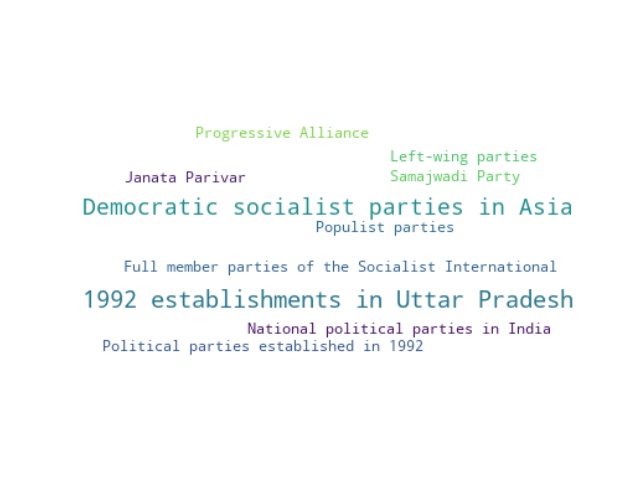 Progressive Alliance
Left-wing parties
Janata Parivar
Samajwadi Party
Democratic socialist parties in Asia
Populist parties
Full member parties of the Socialist International
1992 establishments in Uttar Pradesh
National political parties in India
Political parties established in 1992